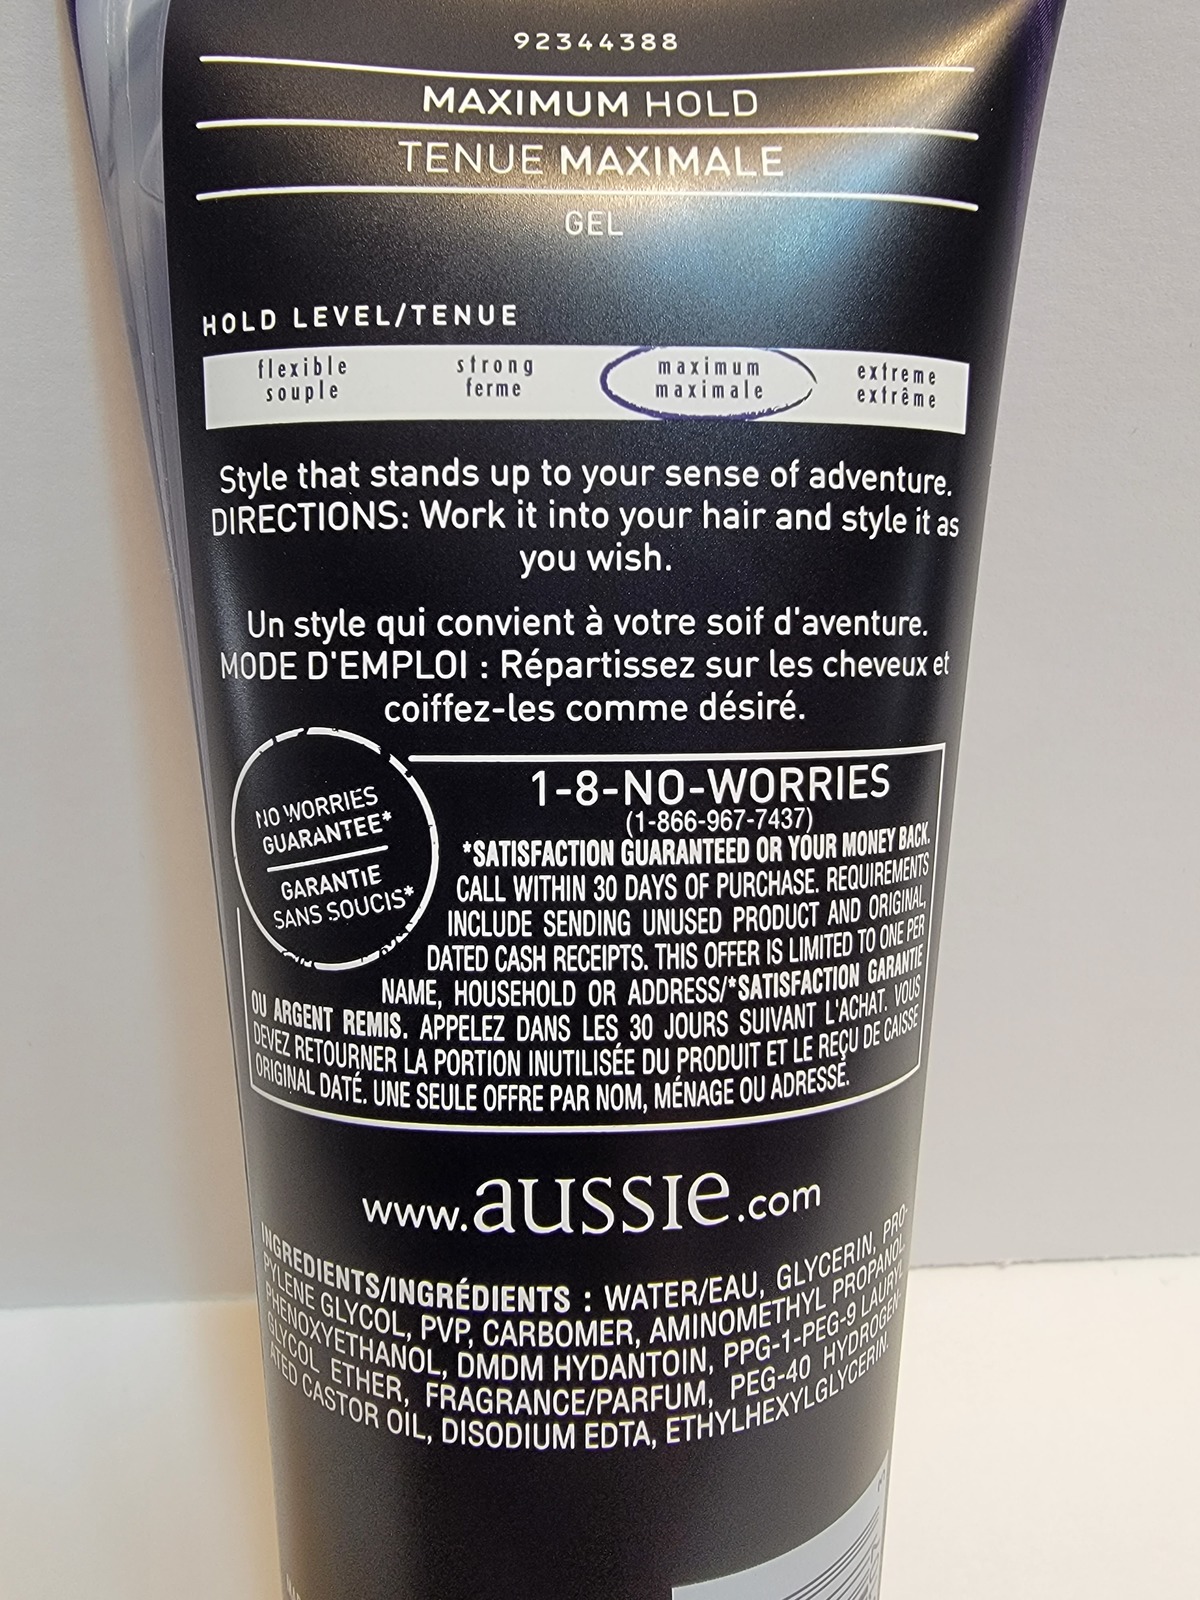 92344388
MAXIMUM HOLD
TENUE MAXIMALE
GEL
HOLD LEVEL/TENUE
flexible strong maximum extreme
souple ferme maximale extrême
Style that stands up to your sense of adventure.
DIRECTIONS: Work it into your hair and style it as
you wish.
Un style qui convient à votre soif d'aventure.
MODE D'EMPLOI : Répartissez sur les cheveux et
coiffez-les comme désiré.
NO WORRIES
GUARANTEE*
GARANTIE
SANS SOUCIS*
1-8-NO-WORRIES
(1-866-967-7437)
*SATISFACTION GUARANTEED OR YOUR MONEY BACK.
CALL WITHIN 30 DAYS OF PURCHASE. REQUIREMENTS
INCLUDE SENDING UNUSED PRODUCT AND ORIGINAL,
DATED CASH RECEIPTS. THIS OFFER IS LIMITED TO ONE PER
NAME, HOUSEHOLD OR ADDRESS/*SATISFACTION GARANTIE
OU ARGENT REMIS. APPELEZ DANS LES 30 JOURS SUIVANT L'ACHAT. VOUS
DEVEZ RETOURNER LA PORTION INUTILISÉE DU PRODUIT ET LE REÇU DE CAISSE
ORIGINAL DATÉ. UNE SEULE OFFRE PAR NOM, MÉNAGE OU ADRESSE.
www.aussie.com
INGREDIENTS/INGRÉDIENTS : WATER/EAU, GLYCERIN, PRO-
PYLENE GLYCOL, PVP, CARBOMER, AMINOMETHYL PROPANOL,
PHENOXYETHANOL, DMDM HYDANTOIN, PPG-1-PEG-9 LAURYL
GLYCOL ETHER, FRAGRANCE/PARFUM, PEG-40 HYDROGEN-
ATED CASTOR OIL, DISODIUM EDTA, ETHYLHEXYLGLYCERIN.